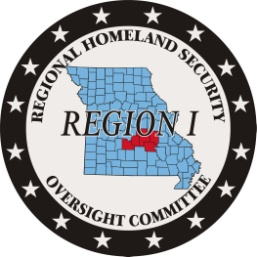 REGIONAL HOMELAND SECURITY
REGION I
OVERSIGHT COMMITTEE